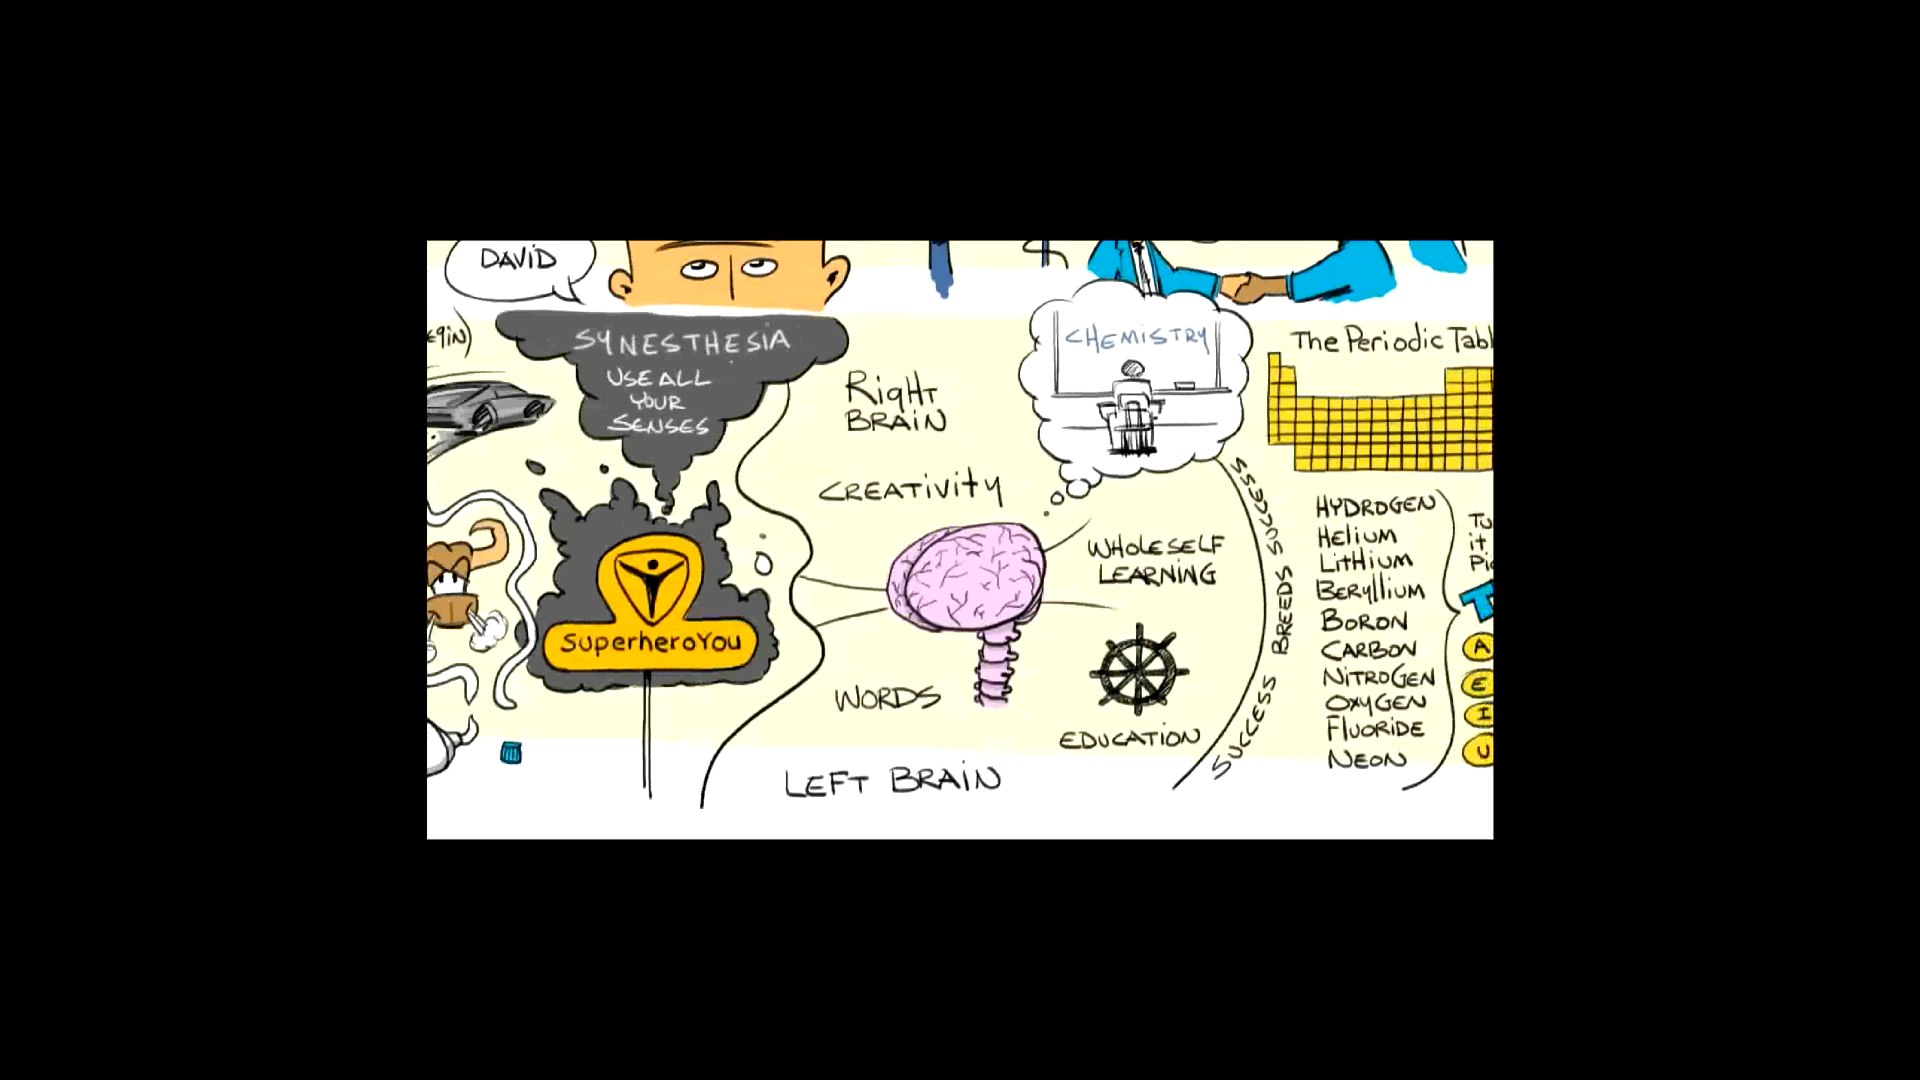 DAVID
SYNESTHESIA
USE ALL
YOUR
SENSES
SuperheroYou
RIGHT
BRAIN
CREATIVITY
WORDS
LEFT BRAIN
CHEMISTRY
WHOLESELF
LEARNING
EDUCATION
SUCCESS BREEDS SUCCESS
The Periodic
HYDROGEN
HELIUM
LITHIUM
BERYLLIUM
BORON
CARBON
NITROGEN
OXYGEN
FLUORIDE
NEON
it
A
E
I
U